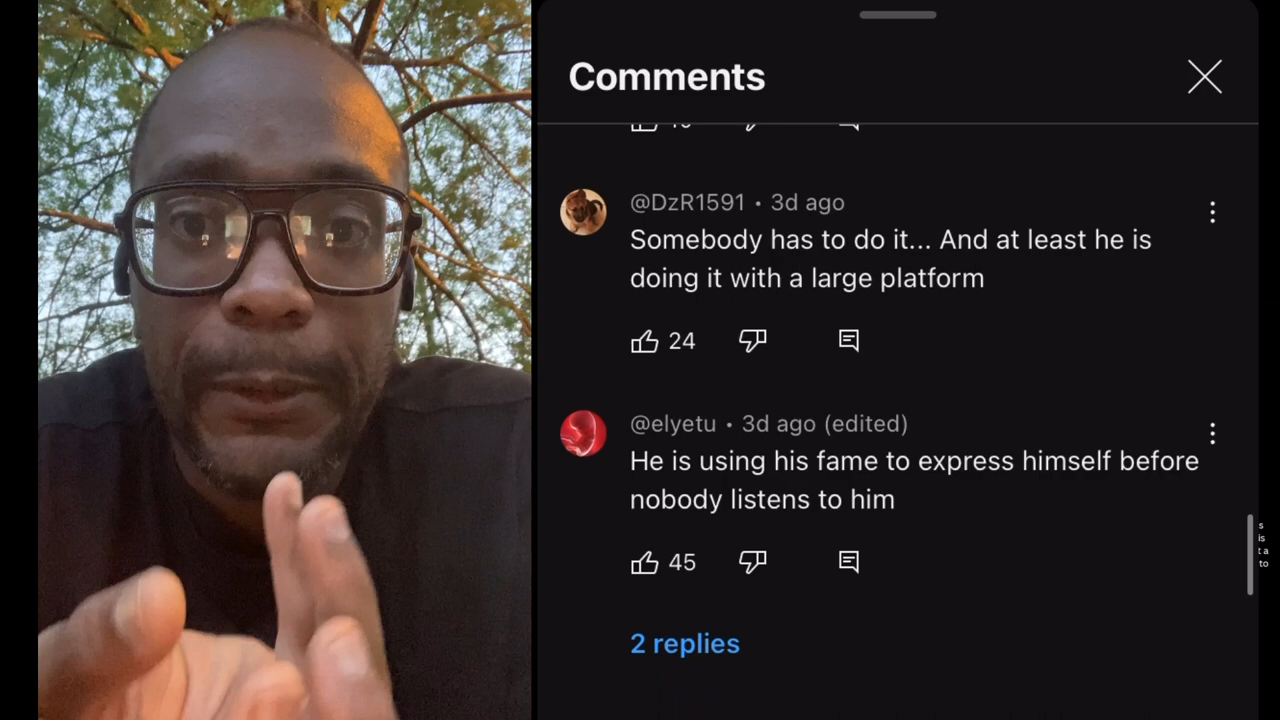 Comments
@DzR1591 • 3d ago
Somebody has to do it... And at least he is
doing it with a large platform
24
@elyetu • 3d ago (edited)
He is using his fame to express himself before
nobody listens to him
45
2 replies
s
is
t a
to